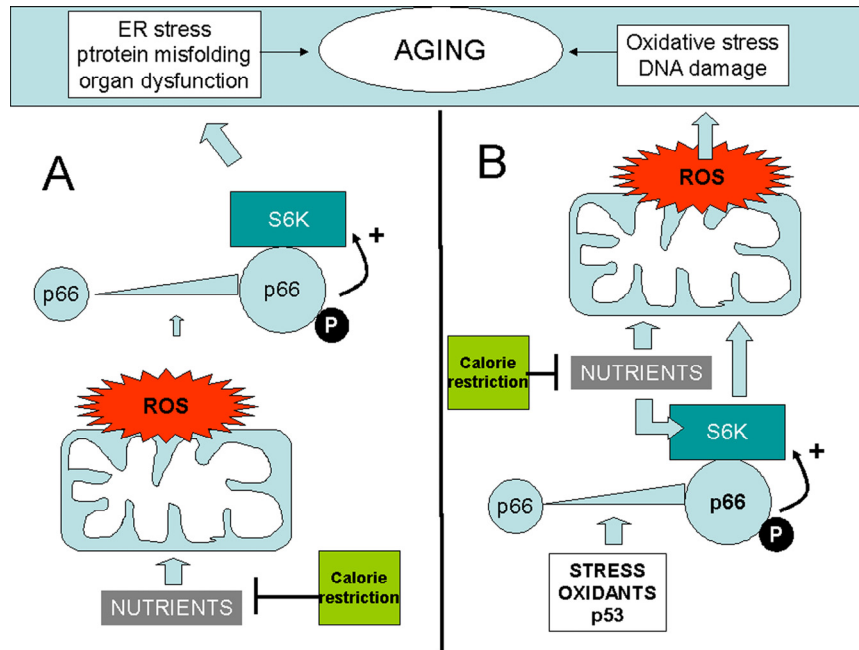 ER stress
ptrotein misfolding
organ dysfunction
AGING
Oxidative stress
DNA damage
A
S6K
+
p66
p66
P
ROS
NUTRIENTS
Calorie
restriction
B
ROS
Calorie
restriction
NUTRIENTS
S6K
+
p66
p66
P
STRESS
OXIDANTS
p53